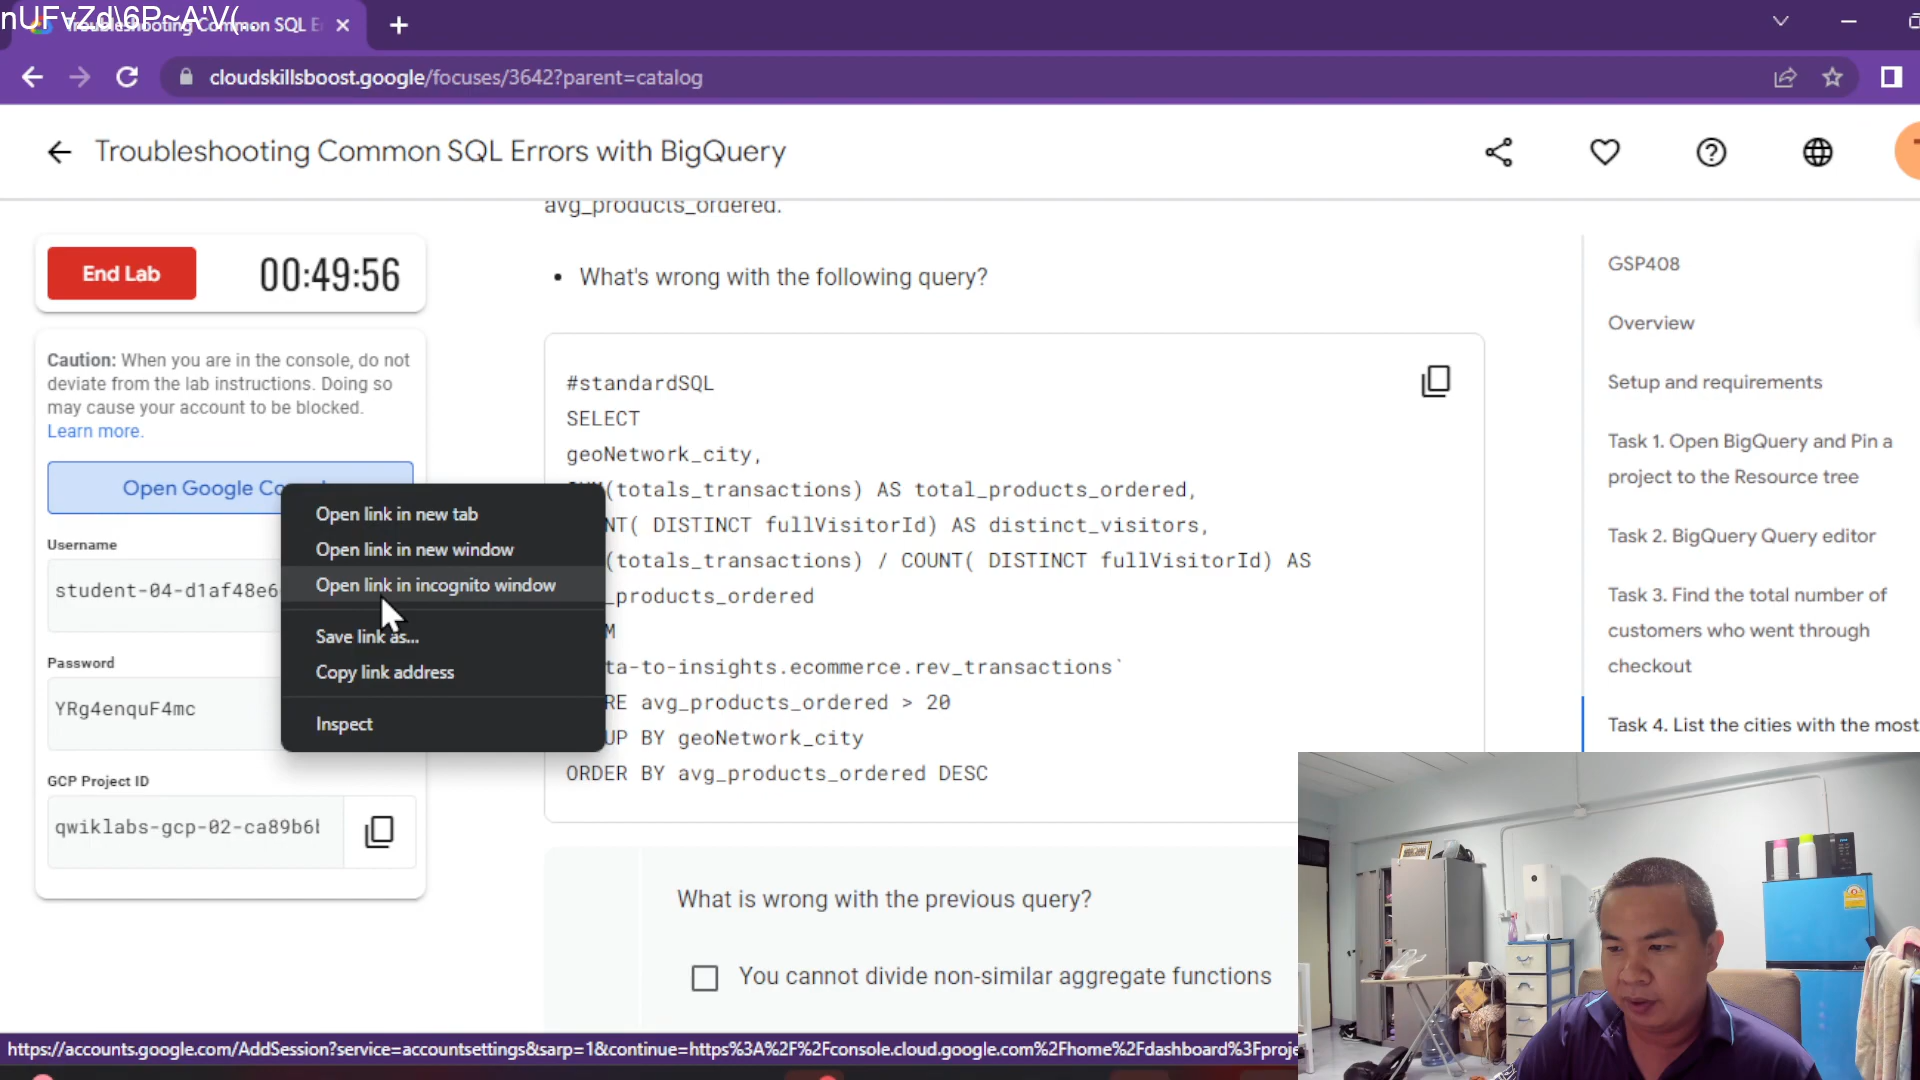 nUFvZd\6P~A'V(..
Troubleshooting Common SQL E
cloudskillsboost.google/focuses/3642?parent=catalog
Troubleshooting Common SQL Errors with BigQuery
avg_products_ordered.
End Lab
00:49:56
• What's wrong with the following query?
Caution: When you are in the console, do not
deviate from the lab instructions. Doing so
may cause your account to be blocked.
Learn more.
Open Google Co
Username
student-04-d1af48e6
Password
YRg4enquF4mc
GCP Project ID
qwiklabs-gcp-02-ca89b6b
Open link in new tab
Open link in new window
Open link in incognito window
Save link as...
Copy link address
Inspect
#standardSQL
SELECT
geoNetwork_city,
(totals_transactions) AS total_products_ordered,
NT( DISTINCT fullVisitorId) AS distinct_visitors,
(totals_transactions) / COUNT( DISTINCT fullVisitorId) AS
_products_ordered
M
ta-to-insights.ecommerce.rev_transactions`
RE avg_products_ordered > 20
UP BY geoNetwork_city
ORDER BY avg_products_ordered DESC
What is wrong with the previous query?
You cannot divide non-similar aggregate functions
GSP408
Overview
Setup and requirements
Task 1. Open BigQuery and Pin a
project to the Resource tree
Task 2. BigQuery Query editor
Task 3. Find the total number of
customers who went through
checkout
Task 4. List the cities with the most
https://accounts.google.com/AddSession?service=accountsettings&sarp=1&continue=https%3A%2F%2Fconsole.cloud.google.com%2Fhome%2Fdashboard%3Fproje